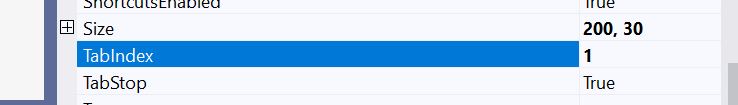 ShortcutsEnabled True
Size 200, 30
TabIndex 1
TabStop True